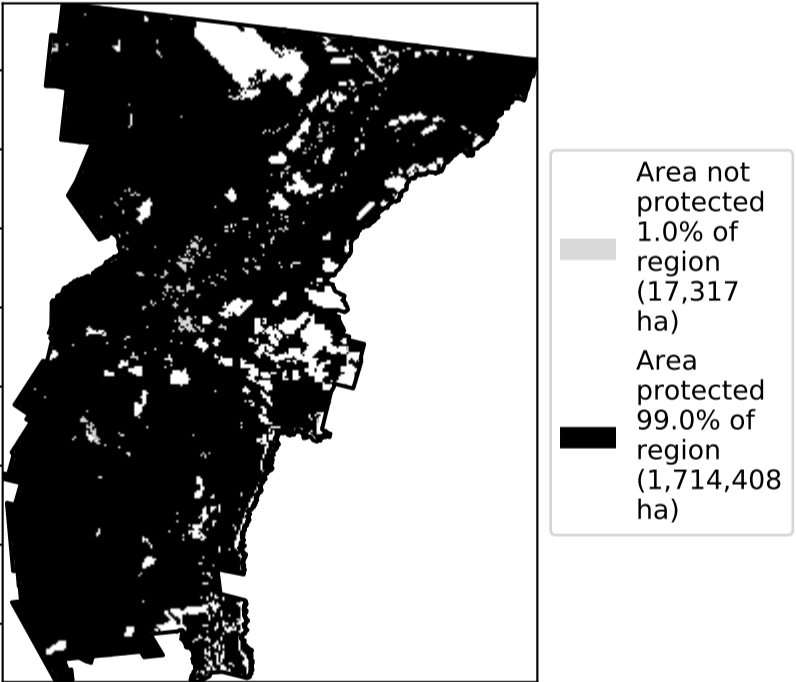 Area not
protected
1.0% of
region
(17,317
ha)
Area
protected
99.0% of
region
(1,714,408
ha)